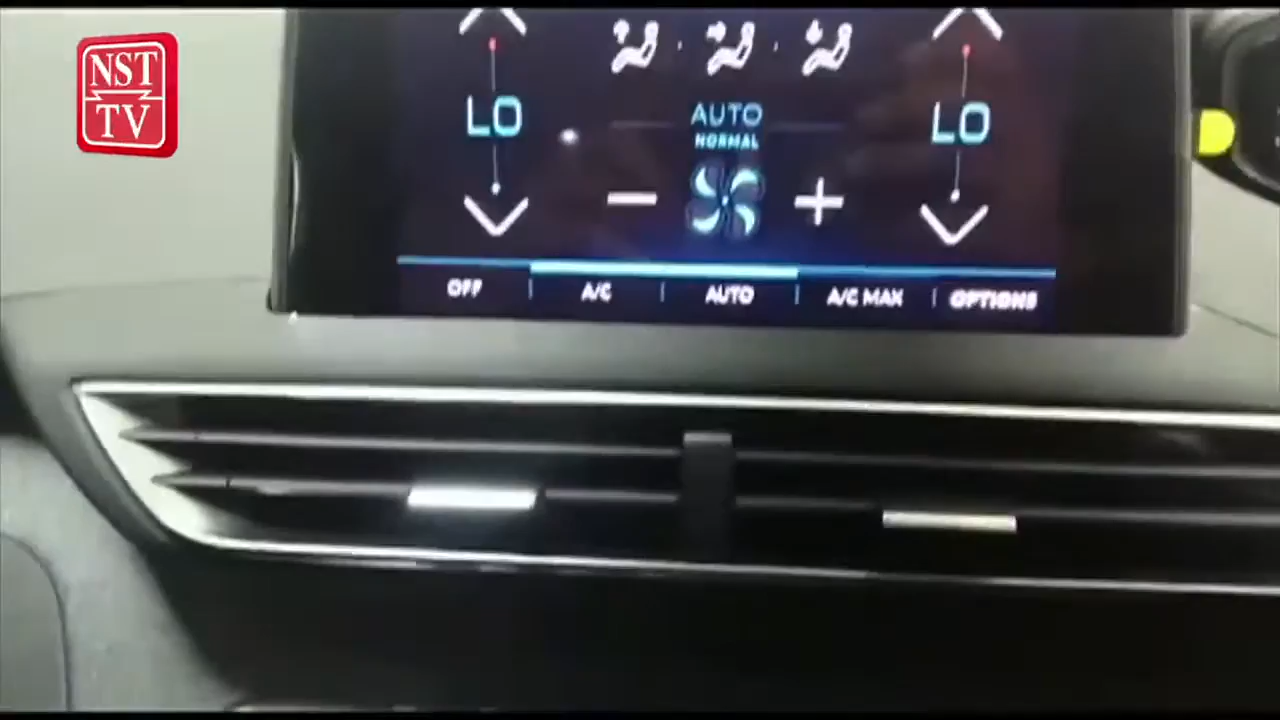 NST
TV
LO
AUTO
NORMAL
LO
OFF
A/C
AUTO
A/C MAX
OPTIONS